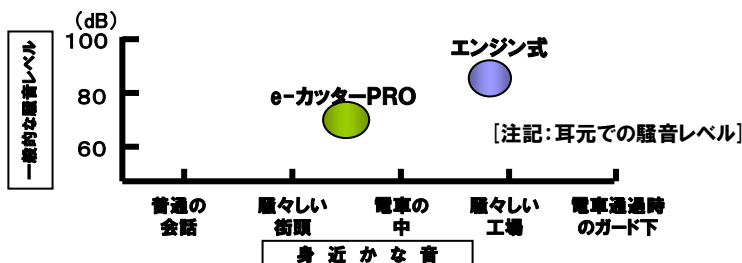 (dB)
一般的な騒音レベル
100
80
60
エンジン式
e-カッターPRO
[注記:耳元での騒音レベル]
普通の
会話
騒々しい
街頭
電車の
中
騒々しい
工場
電車通過時
のガード下
身近かな音